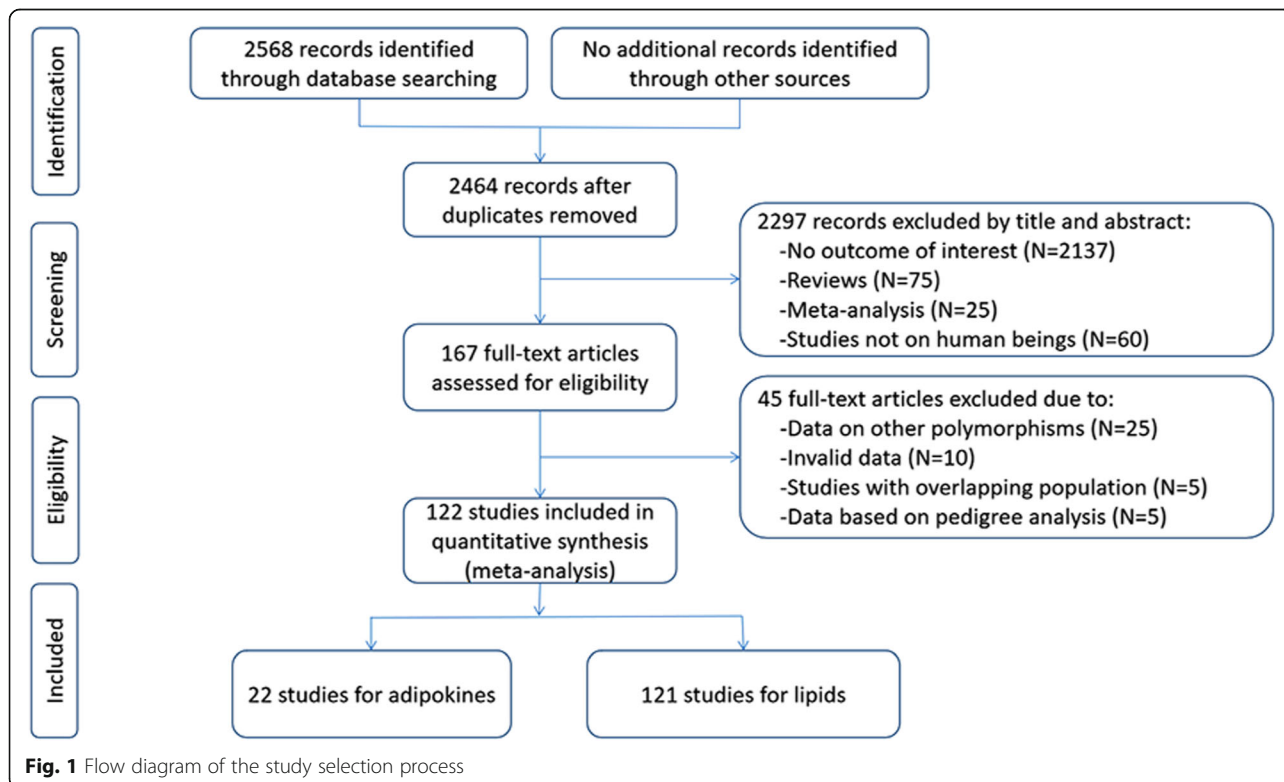 Identification
2568 records identified
through database searching
No additional records identified
through other sources
2464 records after
duplicates removed
Screening
2297 records excluded by title and abstract:
-No outcome of interest (N=2137)
-Reviews (N=75)
-Meta-analysis (N=25)
-Studies not on human beings (N=60)
167 full-text articles
assessed for eligibility
Eligibility
45 full-text articles excluded due to:
-Data on other polymorphisms (N=25)
-Invalid data (N=10)
-Studies with overlapping population (N=5)
-Data based on pedigree analysis (N=5)
122 studies included in
quantitative synthesis
(meta-analysis)
Included
22 studies for adipokines
121 studies for lipids
Fig. 1 Flow diagram of the study selection process